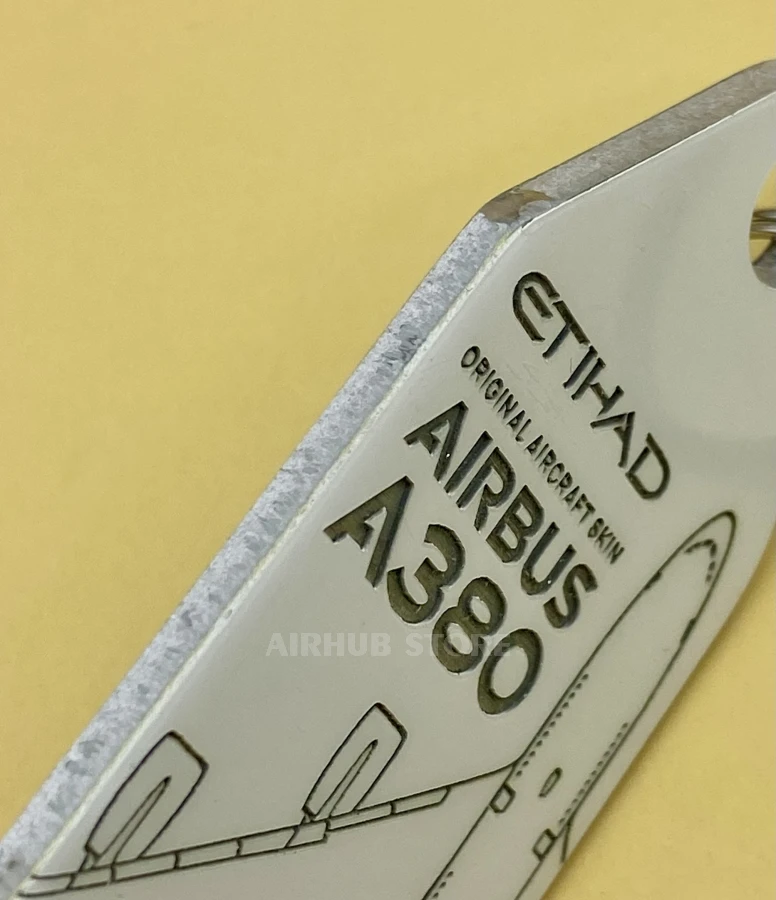 ETIHAD
ORIGINAL AIRCRAFT SKIN
AIRBUS
A380
AIRHUB STORE